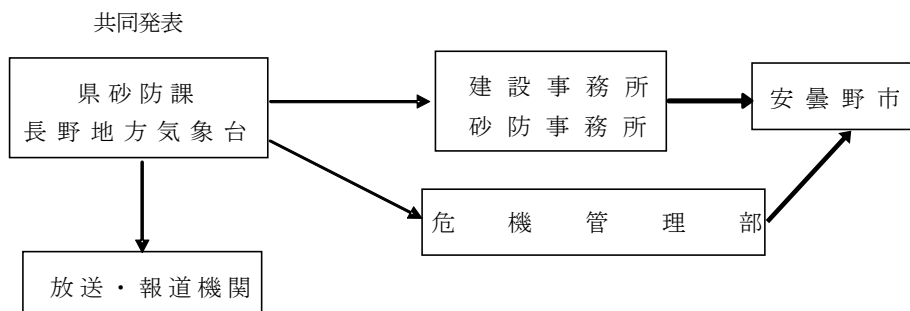 共同発表
県砂防課
長野地方気象台
建設事務所
砂防事務所
安曇野市
危機管理部
放送・報道機関